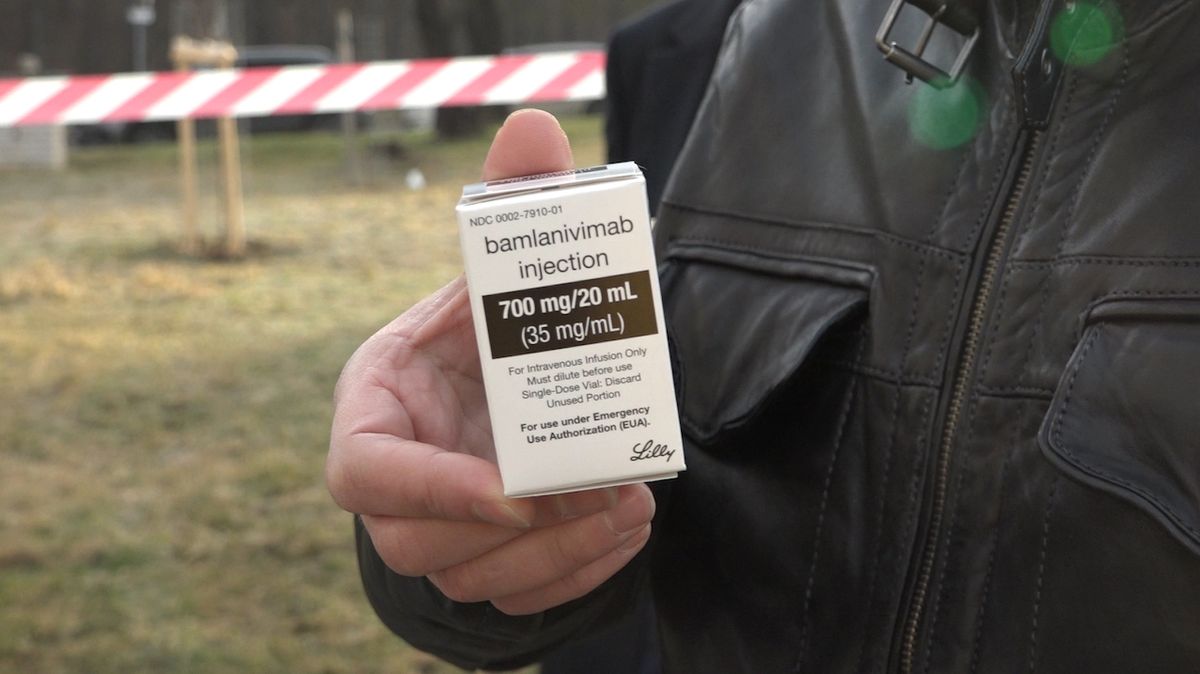 NDC 0002-7910-01
bamlanivimab
injection
700 mg/20 mL
(35 mg/mL)
For Intravenous Infusion Only
Must dilute before use
Single-Dose Vial: Discard
Unused Portion
For use under Emergency
Use Authorization (EUA).
Lilly